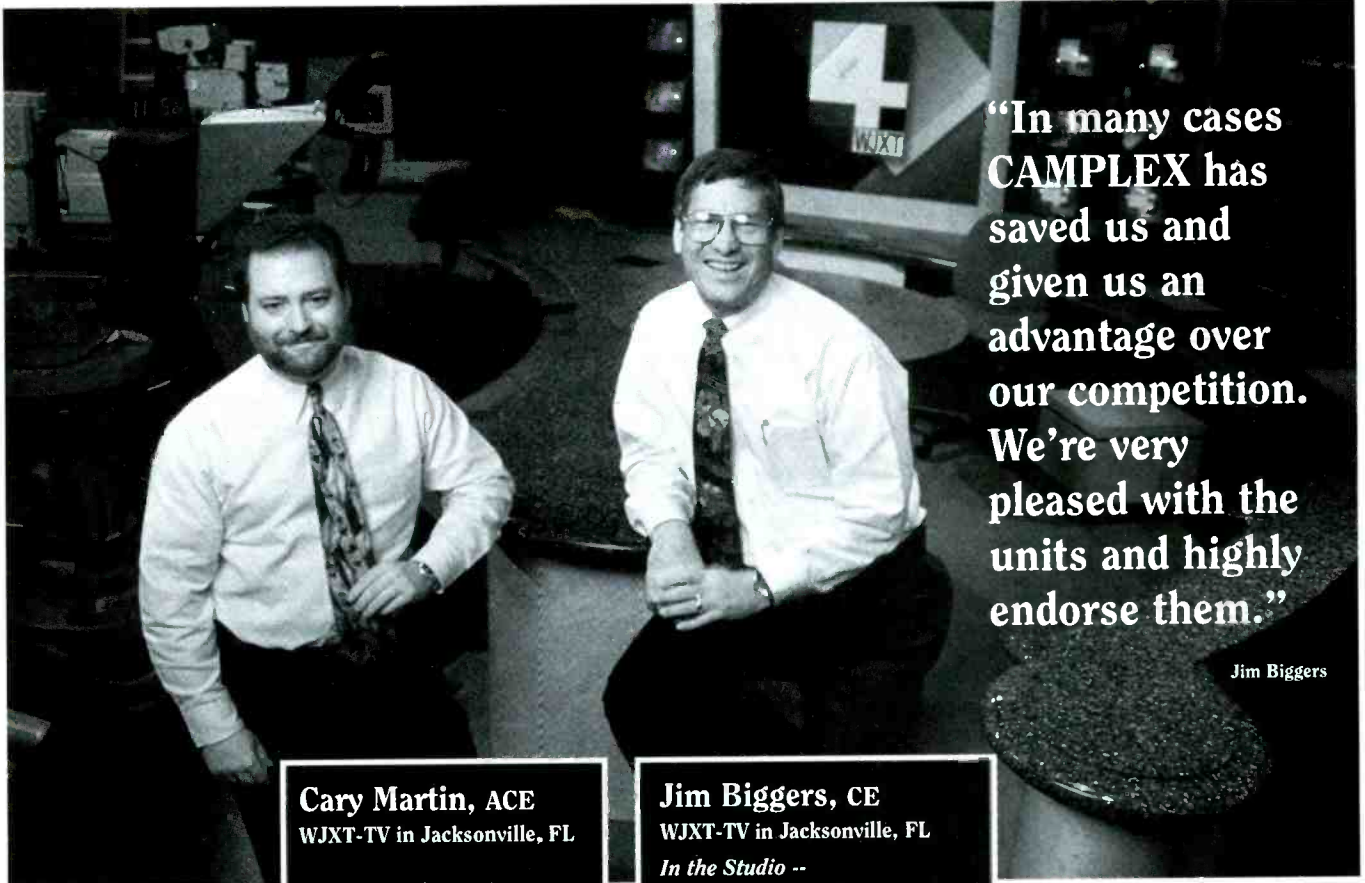 11:56
4
WJXT
“In many cases
CAMPLEX has
saved us and
given us an
advantage over
our competition.
We’re very
pleased with the
units and highly
endorse them.”
Jim Biggers
Cary Martin, ACE
WJXT-TV in Jacksonville, FL
Jim Biggers, CE
WJXT-TV in Jacksonville, FL
In the Studio --